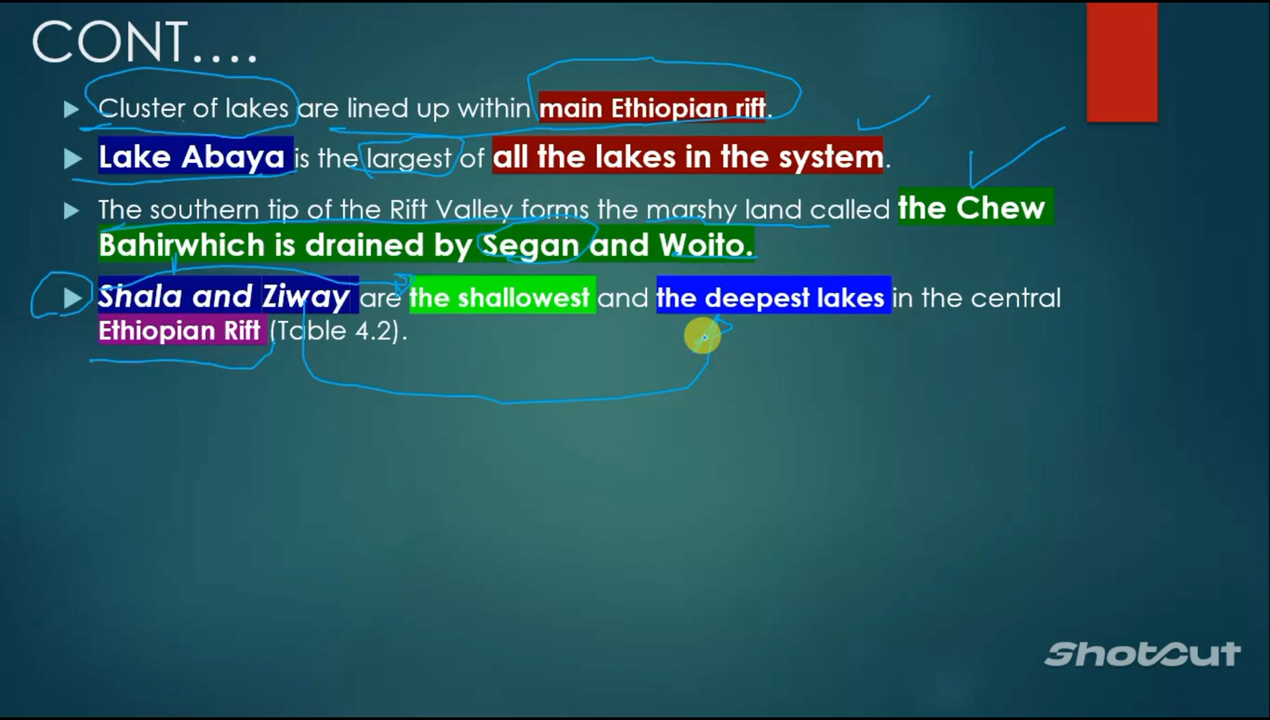 CONT....
Cluster of lakes are lined up within main Ethiopian rift.
Lake Abaya is the largest of all the lakes in the system.
The southern tip of the Rift Valley forms the marshy land called the Chew
Bahirwhich is drained by Segan and Woito.
Shala and Ziway are the shallowest and the deepest lakes in the central
Ethiopian Rift (Table 4.2).
ShotCut